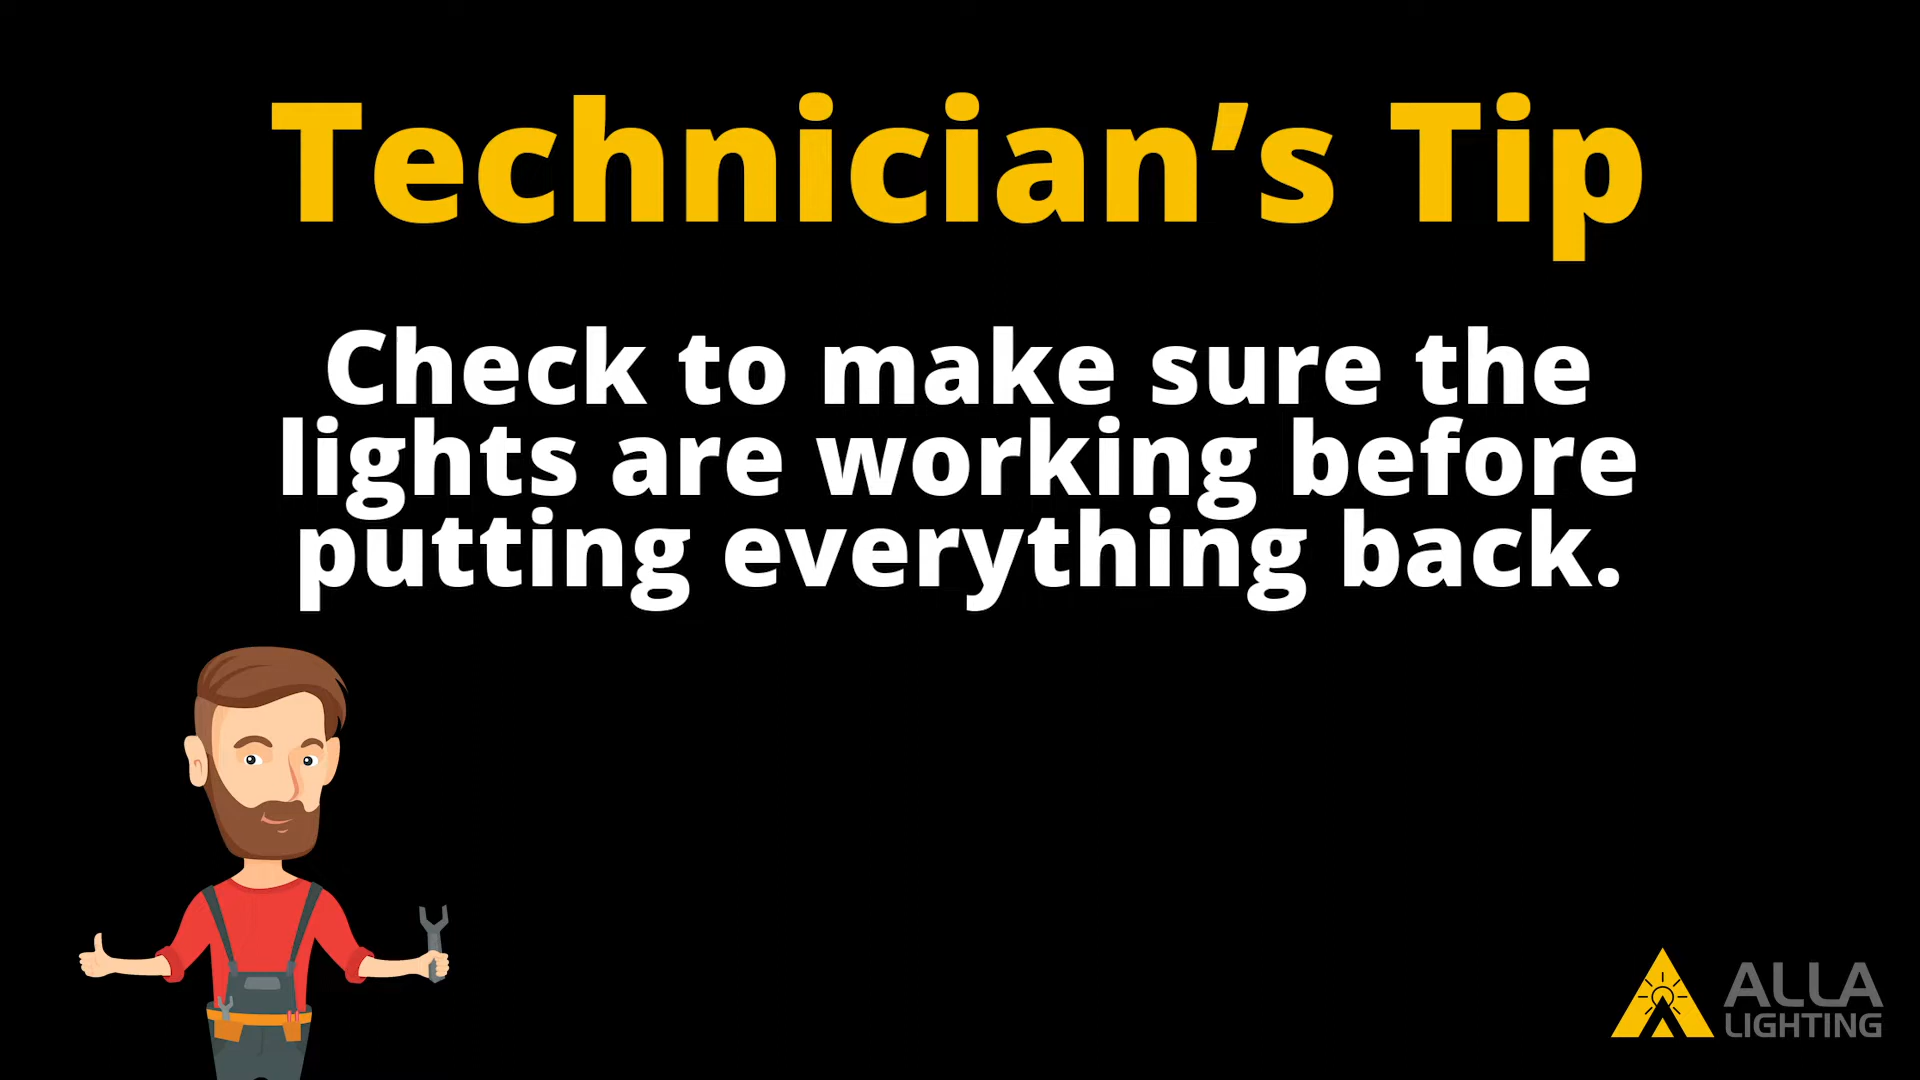 Technician’s Tip
Check to make sure the
lights are working before
putting everything back.
ALLA
LIGHTING